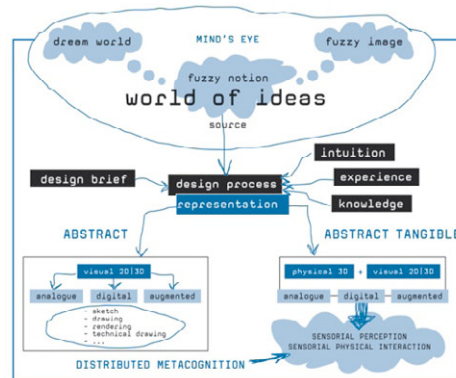 MIND'S EYE
dream world
fuzzy image
fuzzy notion
world of ideas
source
intuition
design brief
design process
experience
representation
knowledge
ABSTRACT
ABSTRACT TANGIBLE
visual 2D|3D
physical 3D + visual 2D|3D
analogue digital augmented
analogue digital augmented
- sketch
- drawing
- rendering
- technical drawing
- ...
SENSORIAL PERCEPTION
SENSORIAL PHYSICAL INTERACTION
DISTRIBUTED METACOGNITION